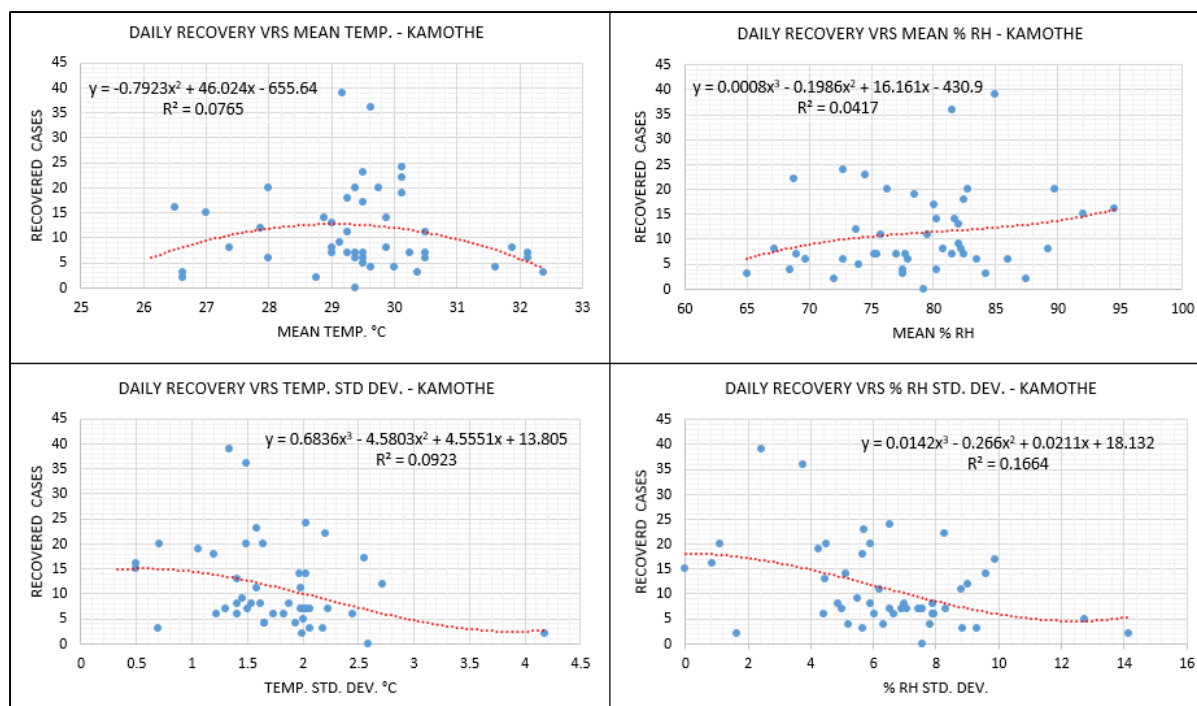 DAILY RECOVERY VRS MEAN TEMP. - KAMOTHE
y = -0.7923x² + 46.024x - 655.64
R² = 0.0765
RECOVERED CASES
45
40
35
30
25
20
15
10
5
0
25 26 27 28 29 30 31 32 33
MEAN TEMP. °C
DAILY RECOVERY VRS MEAN % RH - KAMOTHE
y = 0.0008x³ - 0.1986x² + 16.161x - 430.9
R² = 0.0417
RECOVERED CASES
45
40
35
30
25
20
15
10
5
0
60 65 70 75 80 85 90 95 100
MEAN % RH
DAILY RECOVERY VRS TEMP. STD DEV. - KAMOTHE
y = 0.6836x³ - 4.5803x² + 4.5551x + 13.805
R² = 0.0923
RECOVERED CASES
45
40
35
30
25
20
15
10
5
0
0 0.5 1 1.5 2 2.5 3 3.5 4 4.5
TEMP. STD. DEV. °C
DAILY RECOVERY VRS % RH STD. DEV. - KAMOTHE
y = 0.0142x³ - 0.266x² + 0.0211x + 18.132
R² = 0.1664
RECOVERD CASES
45
40
35
30
25
20
15
10
5
0
0 2 4 6 8 10 12 14 16
% RH STD. DEV.